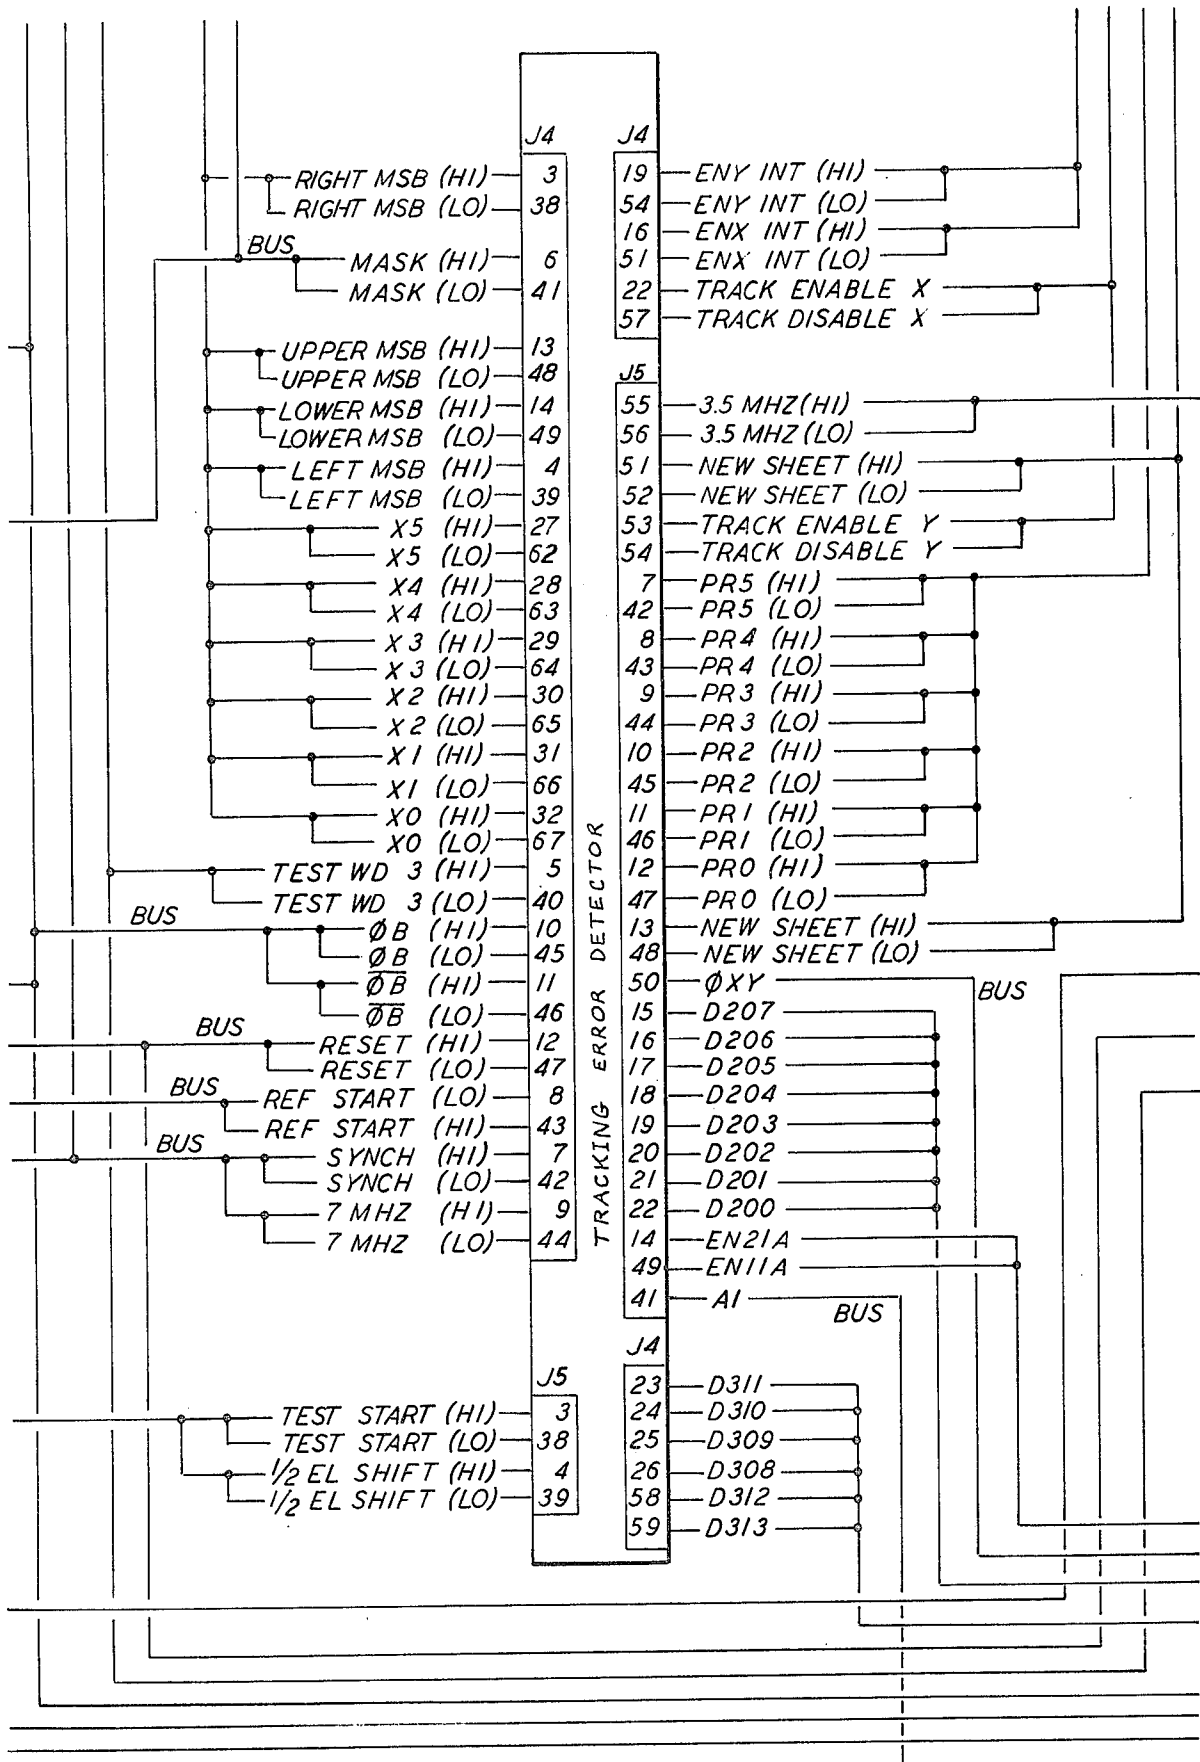 J4
RIGHT MSB (HI) 3
RIGHT MSB (LO) 38
BUS
MASK (HI) 6
MASK (LO) 41
UPPER MSB (HI) 13
UPPER MSB (LO) 48
LOWER MSB (HI) 14
LOWER MSB (LO) 49
LEFT MSB (HI) 4
LEFT MSB (LO) 39
X5 (HI) 27
X5 (LO) 62
X4 (HI) 28
X4 (LO) 63
X3 (HI) 29
X3 (LO) 64
X2 (HI) 30
X2 (LO) 65
X1 (HI) 31
X1 (LO) 66
X0 (HI) 32
X0 (LO) 67
TEST WD 3 (HI) 5
TEST WD 3 (LO) 40
BUS
ØB (HI) 10
ØB (LO) 45
Ø̅B̅ (HI) 11
Ø̅B̅ (LO) 46
BUS
RESET (HI) 12
RESET (LO) 47
BUS
REF START (LO) 8
REF START (HI) 43
BUS
SYNCH (HI) 7
SYNCH (LO) 42
7 MHZ (HI) 9
7 MHZ (LO) 44
J5
TEST START (HI) 3
TEST START (LO) 38
1/2 EL SHIFT (HI) 4
1/2 EL SHIFT (LO) 39
TRACKING ERROR DETECTOR
J4
19 ENY INT (HI)
54 ENY INT (LO)
16 ENX INT (HI)
51 ENX INT (LO)
22 TRACK ENABLE X
57 TRACK DISABLE X
J5
55 3.5 MHZ (HI)
56 3.5 MHZ (LO)
51 NEW SHEET (HI)
52 NEW SHEET (LO)
53 TRACK ENABLE Y
54 TRACK DISABLE Y
7 PR5 (HI)
42 PR5 (LO)
8 PR4 (HI)
43 PR4 (LO)
9 PR3 (HI)
44 PR3 (LO)
10 PR2 (HI)
45 PR2 (LO)
11 PR1 (HI)
46 PR1 (LO)
12 PR0 (HI)
47 PR0 (LO)
13 NEW SHEET (HI)
48 NEW SHEET (LO)
50 ØXY
BUS
15 D207
16 D206
17 D205
18 D204
19 D203
20 D202
21 D201
22 D200
14 EN21A
49 EN11A
41 A1
BUS
J4
23 D311
24 D310
25 D309
26 D308
58 D312
59 D313